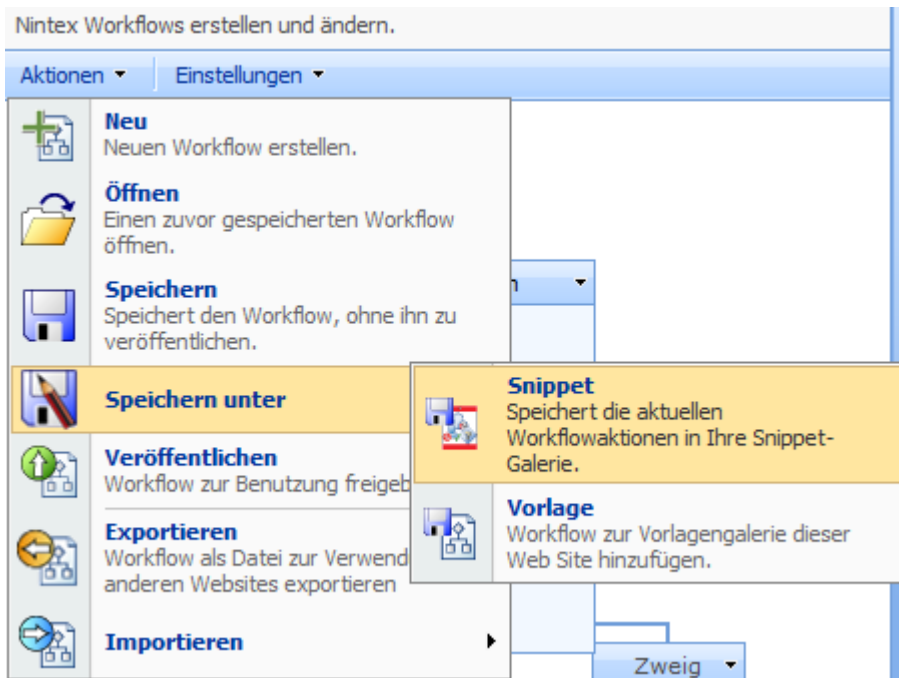 Nintex Workflows erstellen und ändern.
Aktionen Einstellungen
Neu
Neuen Workflow erstellen.
Öffnen
Einen zuvor gespeicherten Workflow
öffnen.
Speichern
Speichert den Workflow, ohne ihn zu
veröffentlichen.
Speichern unter
Snippet
Speichert die aktuellen
Workflowaktionen in Ihre Snippet-
Galerie.
Vorlage
Workflow zur Vorlagengalerie dieser
Web Site hinzufügen.
Veröffentlichen
Workflow zur Benutzung freigeb
Exportieren
Workflow als Datei zur Verwend
anderen Websites exportieren
Importieren
n
Zweig